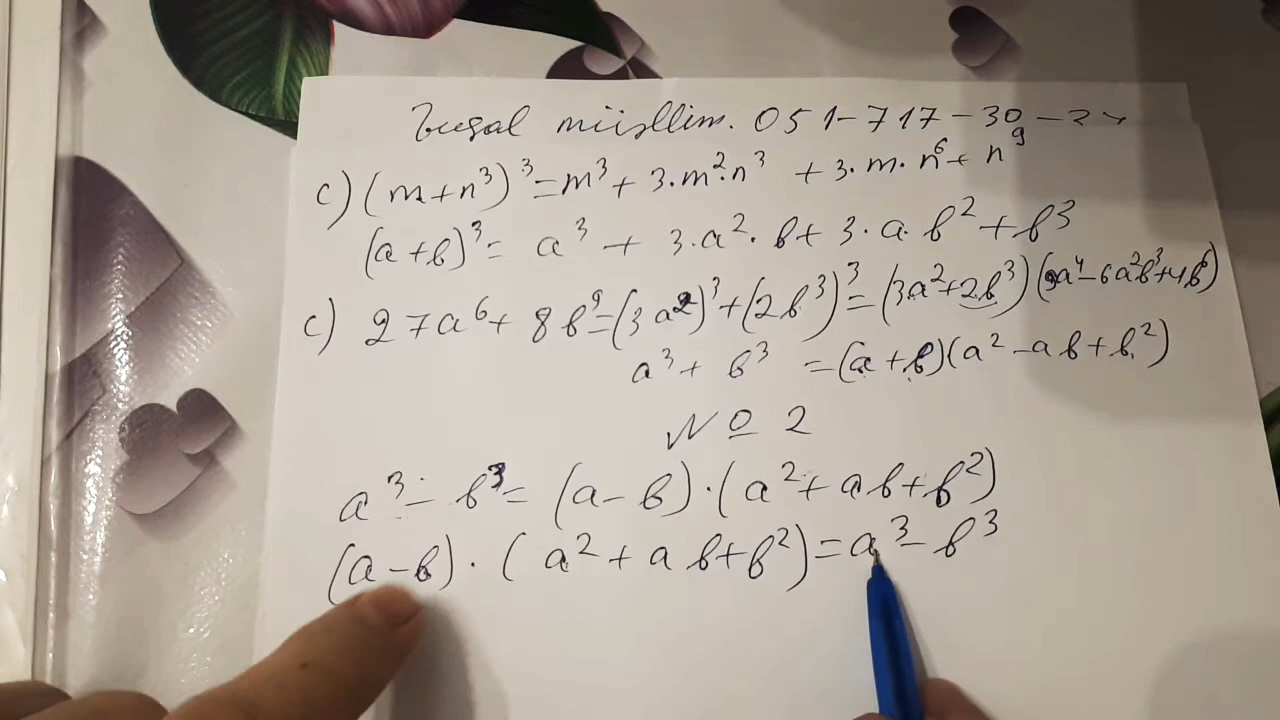 müəllim. 051-717-30-
c) (m+n³)³=m³+3·m²·n³+3·m·n⁶+n⁹
(a+b)³=a³+3·a²·b+3·a·b²+b³
c) 27a⁶+8b⁹=(3a²)³+(2b³)³=(3a²+2b³)(9a⁴-6a²b³+4b⁶)
a³+b³=(a+b)(a²-ab+b²)
№ 2
a³-b³=(a-b)·(a²+ab+b²)
(a-b)·(a²+ab+b²)=a³-b³